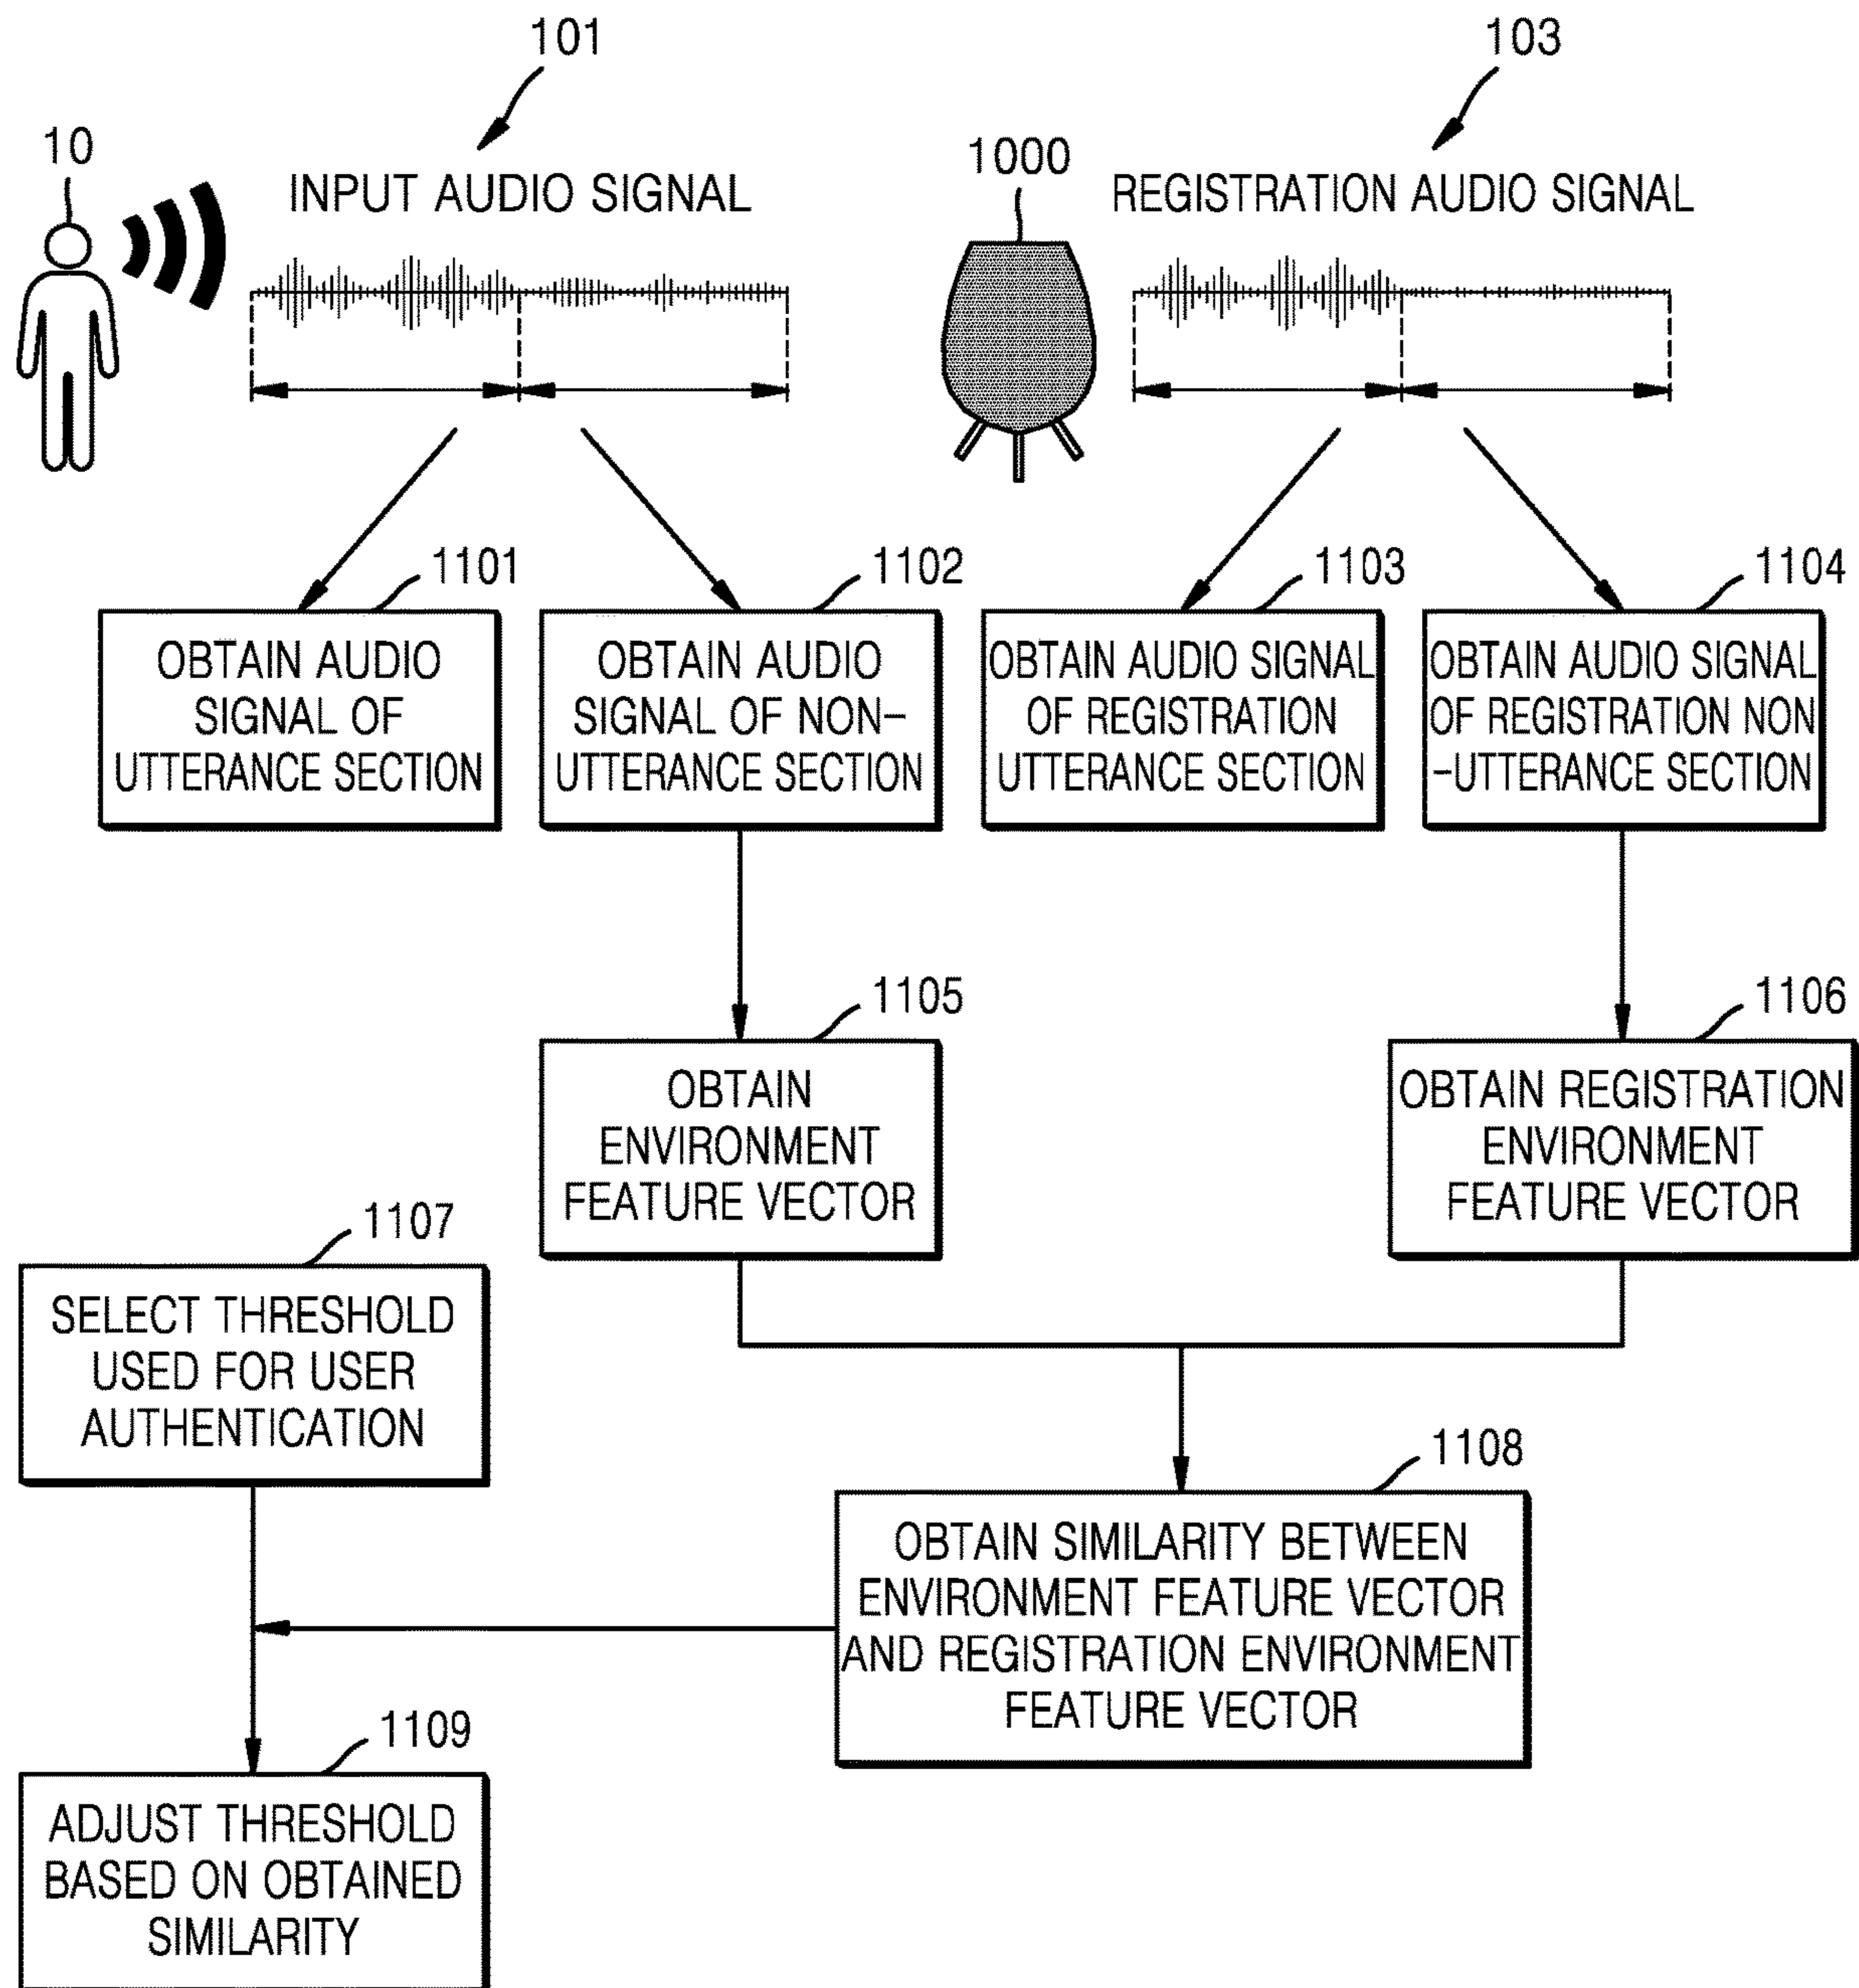 101
103
10
1000
INPUT AUDIO SIGNAL
REGISTRATION AUDIO SIGNAL
1101
1102
1103
1104
OBTAIN AUDIO
SIGNAL OF
UTTERANCE SECTION
OBTAIN AUDIO
SIGNAL OF NON-
UTTERANCE SECTION
OBTAIN AUDIO SIGNAL
OF REGISTRATION
UTTERANCE SECTION
OBTAIN AUDIO SIGNAL
OF REGISTRATION NON
-UTTERANCE SECTION
1105
1106
OBTAIN
ENVIRONMENT
FEATURE VECTOR
OBTAIN REGISTRATION
ENVIRONMENT
FEATURE VECTOR
1107
SELECT THRESHOLD
USED FOR USER
AUTHENTICATION
1108
OBTAIN SIMILARITY BETWEEN
ENVIRONMENT FEATURE VECTOR
AND REGISTRATION ENVIRONMENT
FEATURE VECTOR
1109
ADJUST THRESHOLD
BASED ON OBTAINED
SIMILARITY